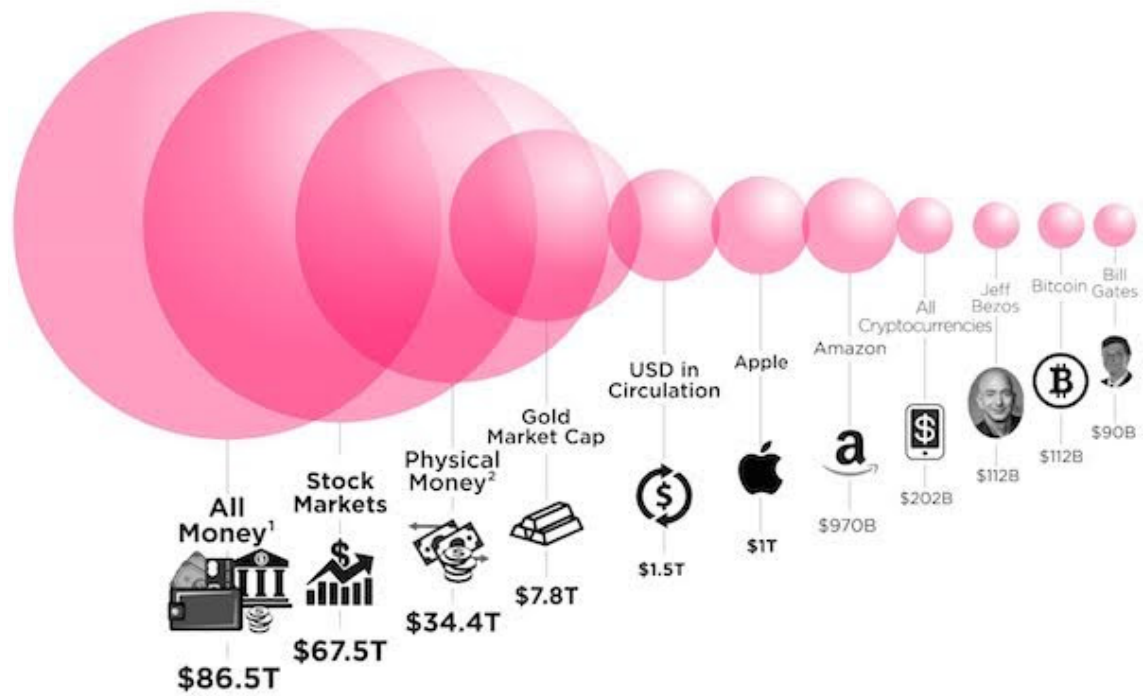 All
Money¹
$86.5T
Stock
Markets
$67.5T
Physical
Money²
$34.4T
Gold
Market Cap
$7.8T
USD in
Circulation
$1.5T
Apple
$1T
Amazon
a
$970B
All
Cryptocurrencies
$202B
Jeff
Bezos
$112B
Bitcoin
$112B
Bill
Gates
$90B